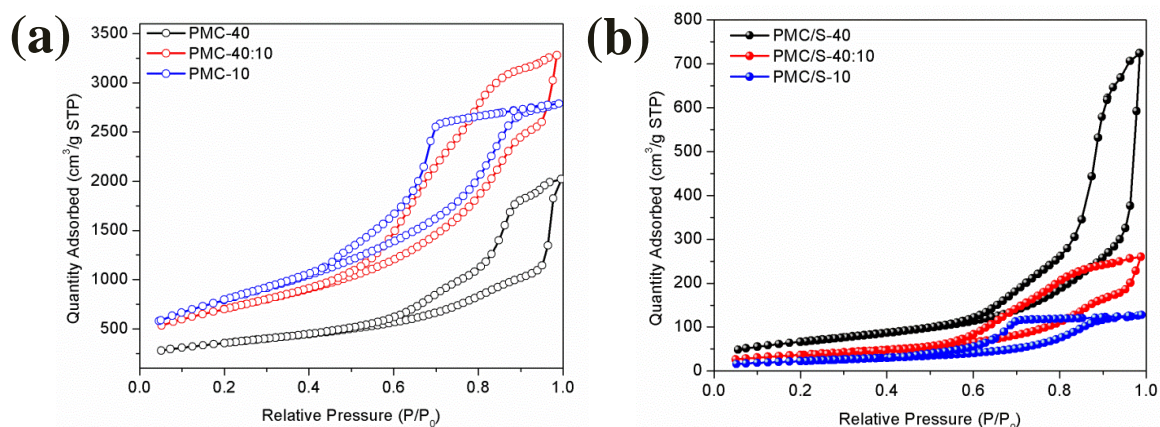 (a)
PMC-40
PMC-40:10
PMC-10
Quantity Adsorbed (cm³/g STP)
3500
3000
2500
2000
1500
1000
500
0.0 0.2 0.4 0.6 0.8 1.0
Relative Pressure (P/P₀)
(b)
PMC/S-40
PMC/S-40:10
PMC/S-10
Quantity Adsorbed (cm³/g STP)
800
700
600
500
400
300
200
100
0
0.0 0.2 0.4 0.6 0.8 1.0
Relative Pressure (P/P₀)